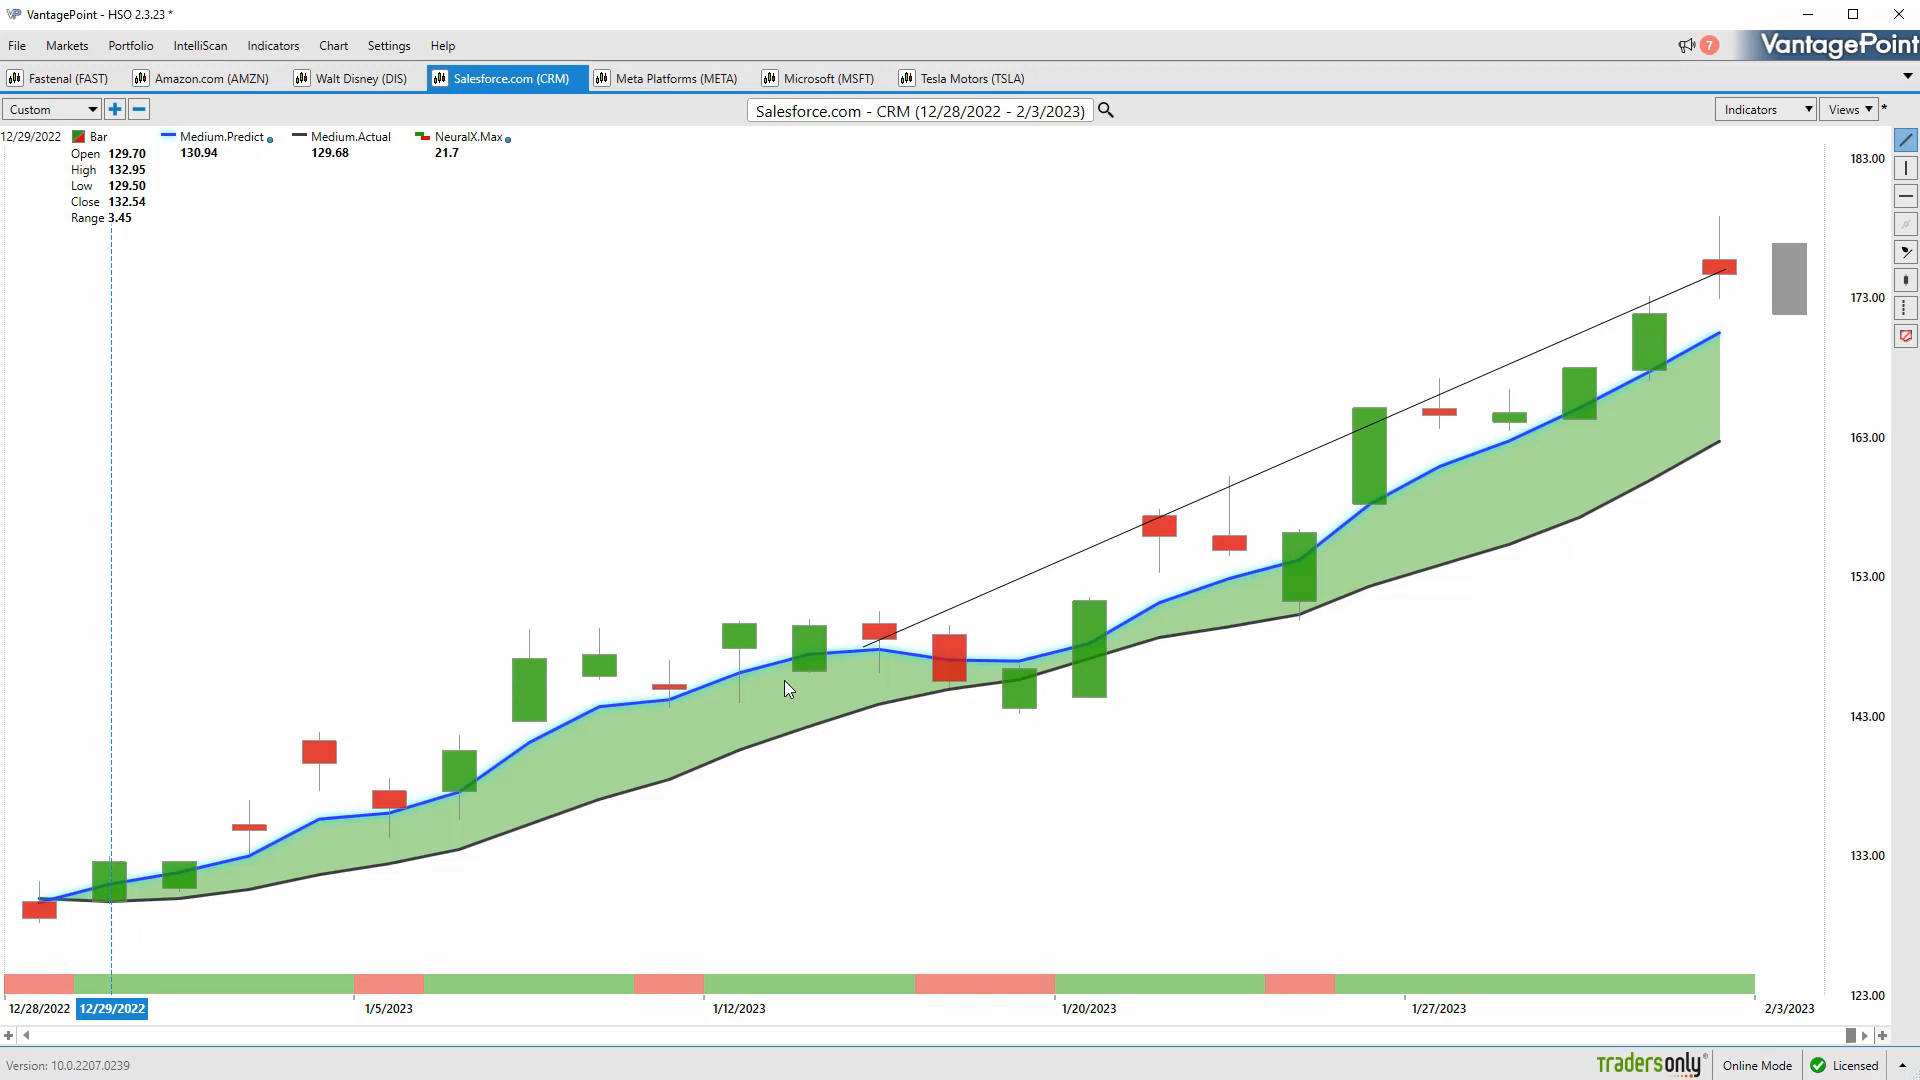 VantagePoint - HSO 2.3.23 *
File Markets Portfolio IntelliScan Indicators Chart Settings Help 7 VantagePoint
Fastenal (FAST) Amazon.com (AMZN) Walt Disney (DIS) Salesforce.com (CRM) Meta Platforms (META) Microsoft (MSFT) Tesla Motors (TSLA)
Custom Salesforce.com - CRM (12/28/2022 - 2/3/2023) Indicators Views *
12/29/2022 Bar Medium.Predict Medium.Actual NeuralX.Max
Open 129.70 130.94 129.68 21.7
High 132.95
Low 129.50
Close 132.54
Range 3.45
183.00
173.00
163.00
153.00
143.00
133.00
123.00
12/28/2022 12/29/2022 1/5/2023 1/12/2023 1/20/2023 1/27/2023 2/3/2023
Version: 10.0.2207.0239 tradersonly Online Mode Licensed